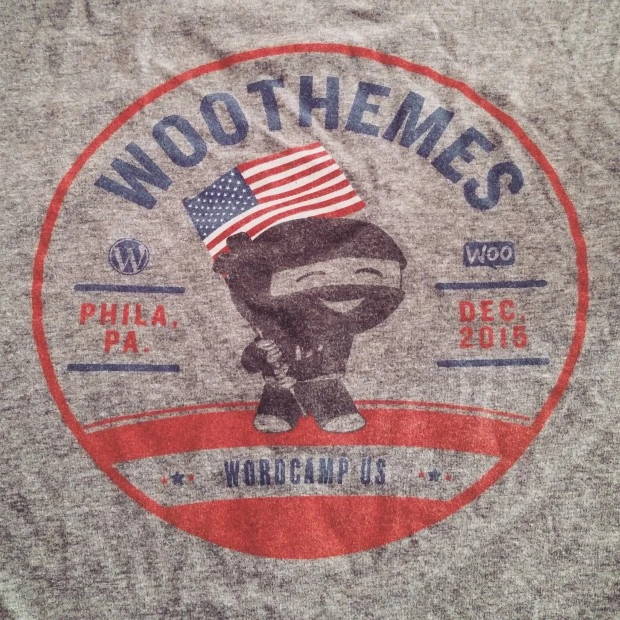 WOOTHEMES
W
WOO
PHILA,
PA.
DEC.
2015
WORDCAMP US